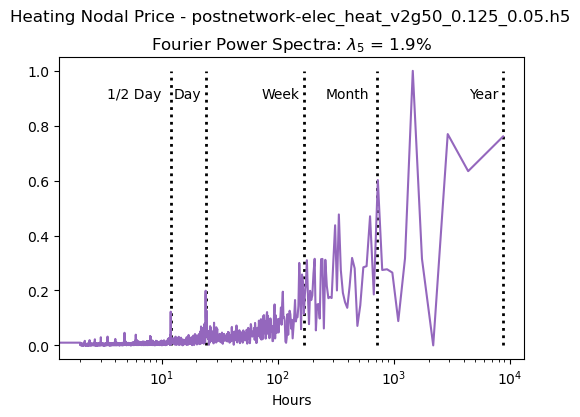 Heating Nodal Price - postnetwork-elec_heat_v2g50_0.125_0.05.h5
Fourier Power Spectra: λ₅ = 1.9%
1/2 Day
Day
Week
Month
Year
1.0
0.8
0.6
0.4
0.2
0.0
10¹
10²
10³
10⁴
Hours